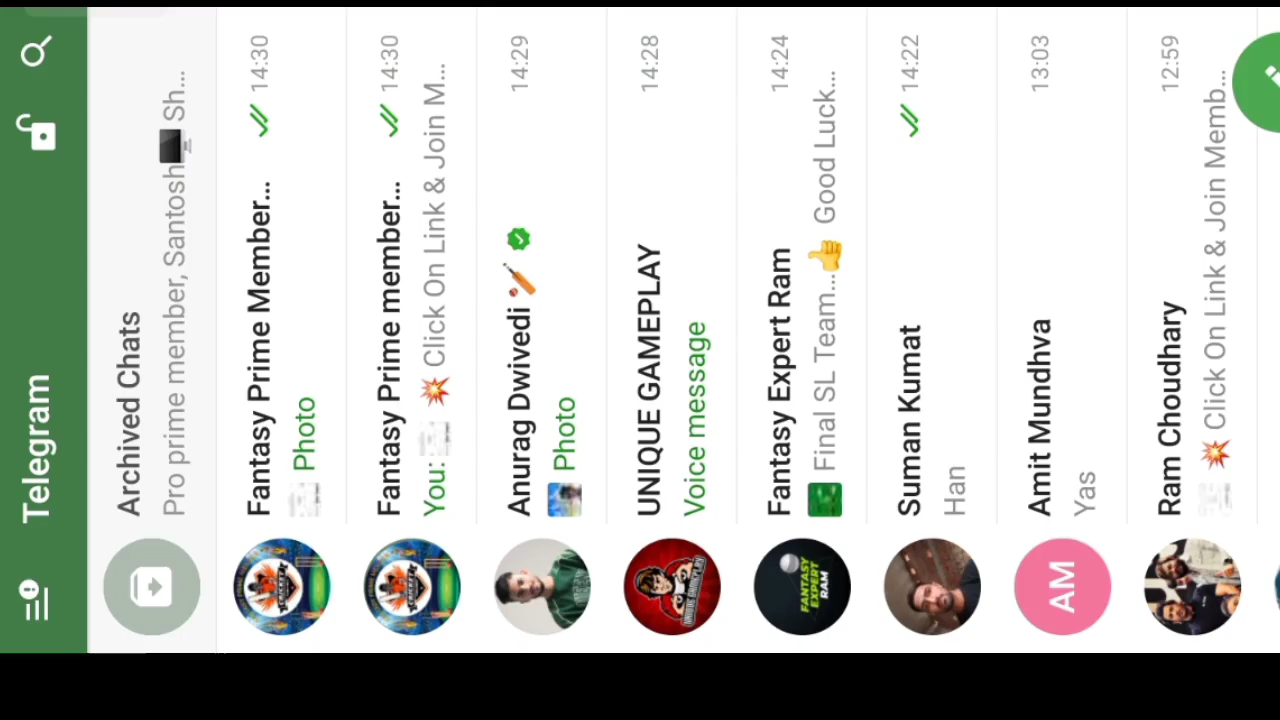 Telegram
Archived Chats
Pro prime member, Santosh🖥 Sh...
Fantasy Prime Member... 14:30
Photo
Fantasy Prime member... 14:30
You: 💥 Click On Link & Join M...
Anurag Dwivedi 🏏 14:29
Photo
UNIQUE GAMEPLAY 14:28
Voice message
Fantasy Expert Ram 14:24
Final SL Team...👍 Good Luck...
FANTASY
EXPERT
RAM
Suman Kumat 14:22
Han
AM
Amit Mundhva 13:03
Yas
Ram Choudhary 12:59
💥 Click On Link & Join Memb...